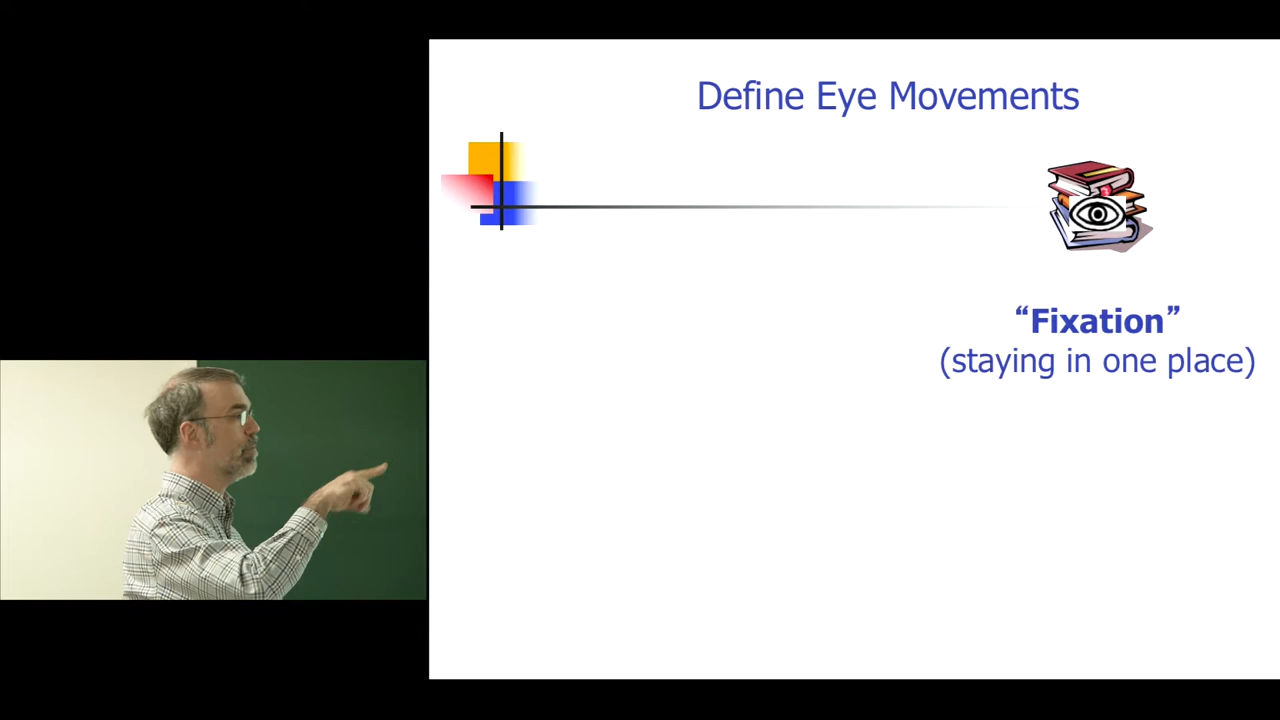 Define Eye Movements
“Fixation”
(staying in one place)